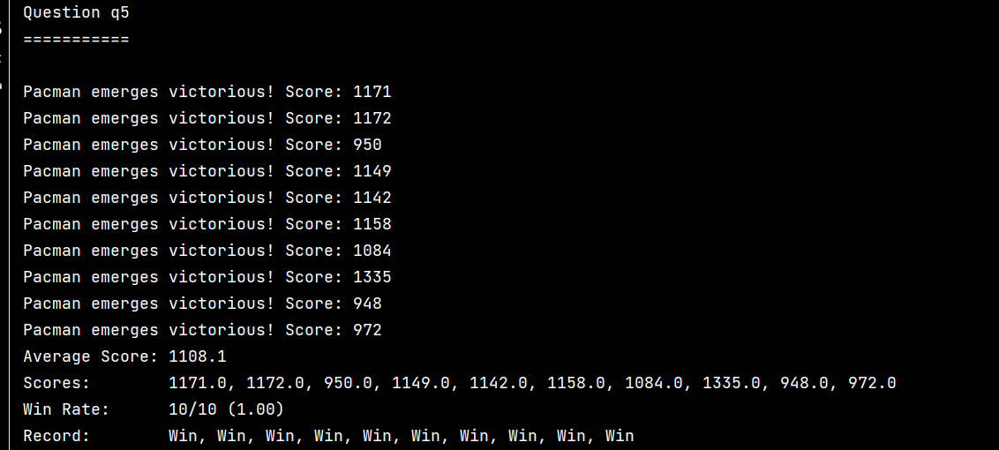 Question q5
===========
Pacman emerges victorious! Score: 1171
Pacman emerges victorious! Score: 1172
Pacman emerges victorious! Score: 950
Pacman emerges victorious! Score: 1149
Pacman emerges victorious! Score: 1142
Pacman emerges victorious! Score: 1158
Pacman emerges victorious! Score: 1084
Pacman emerges victorious! Score: 1335
Pacman emerges victorious! Score: 948
Pacman emerges victorious! Score: 972
Average Score: 1108.1
Scores:        1171.0, 1172.0, 950.0, 1149.0, 1142.0, 1158.0, 1084.0, 1335.0, 948.0, 972.0
Win Rate:      10/10 (1.00)
Record:        Win, Win, Win, Win, Win, Win, Win, Win, Win, Win